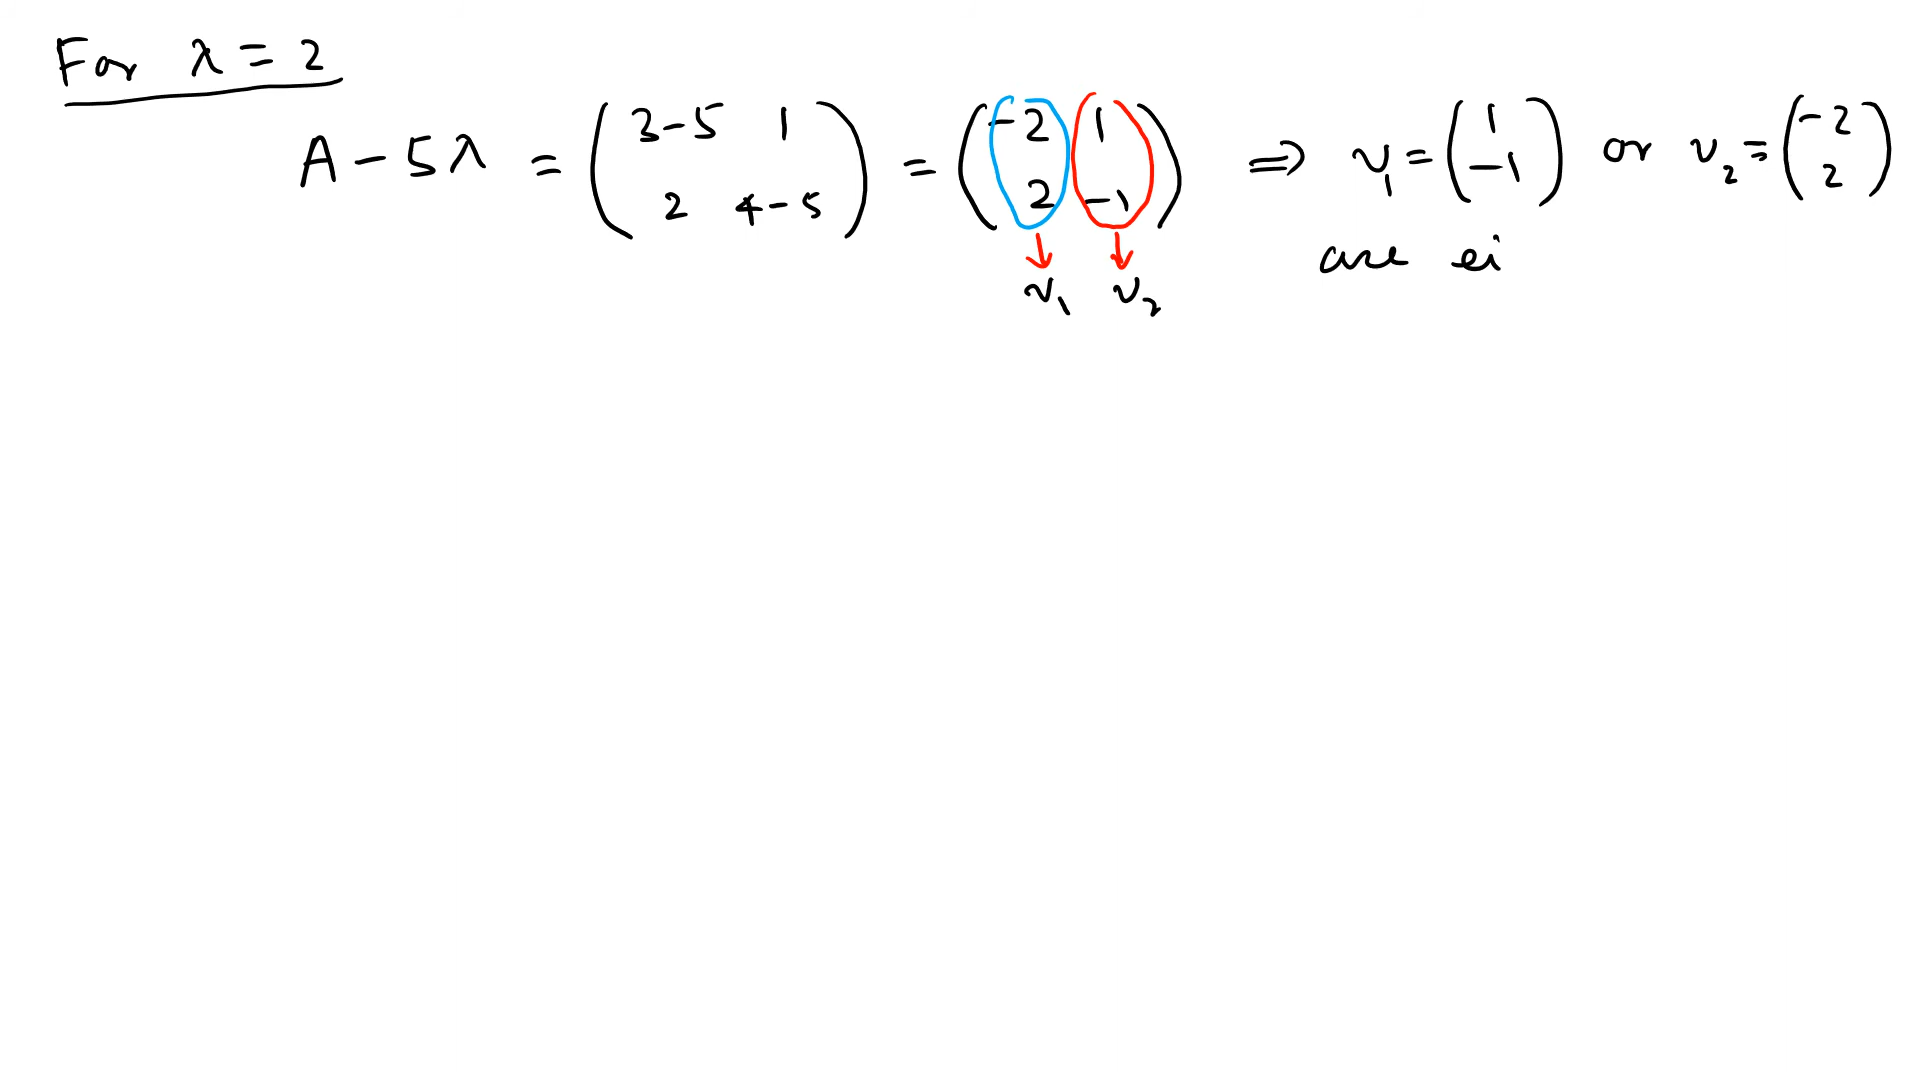 For λ = 2
A - 5λ = (3-5 1 2 4-5) = (-2 1 2 -1) ⇒ v₁ = (1 -1) or v₂ = (-2 2)
are ei
v₁ v₂